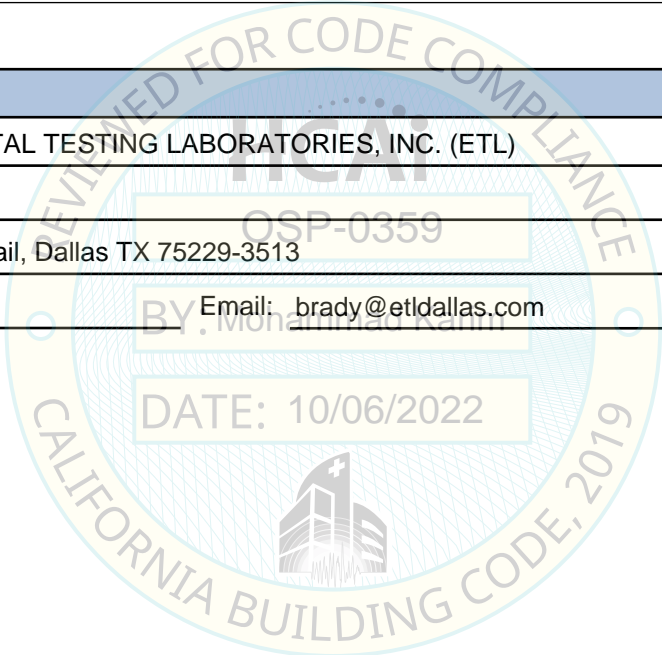 REVIEWED FOR CODE COMPLIANCE
HCAi
TAL TESTING LABORATORIES, INC. (ETL)
OSP-0359
ail, Dallas TX 75229-3513
Email: brady@etldallas.com
BY: Mohammad Karim
DATE: 10/06/2022
CALIFORNIA BUILDING CODE, 2019